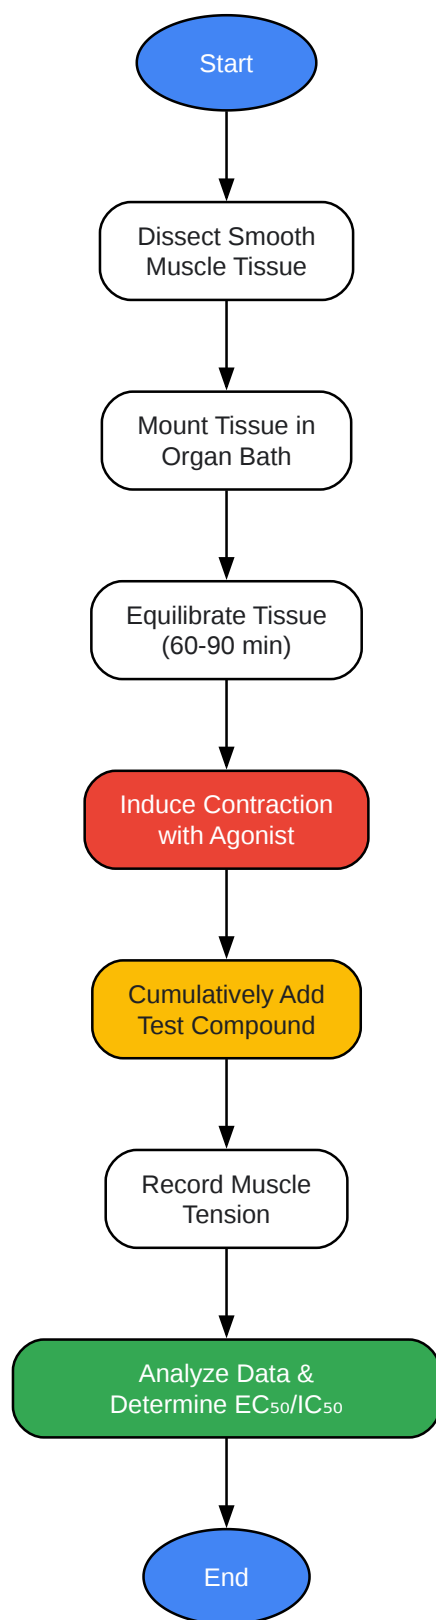 Start
Dissect Smooth
Muscle Tissue
Mount Tissue in
Organ Bath
Equilibrate Tissue
(60-90 min)
Induce Contraction
with Agonist
Cumulatively Add
Test Compound
Record Muscle
Tension
Analyze Data &
Determine EC₅₀/IC₅₀
End